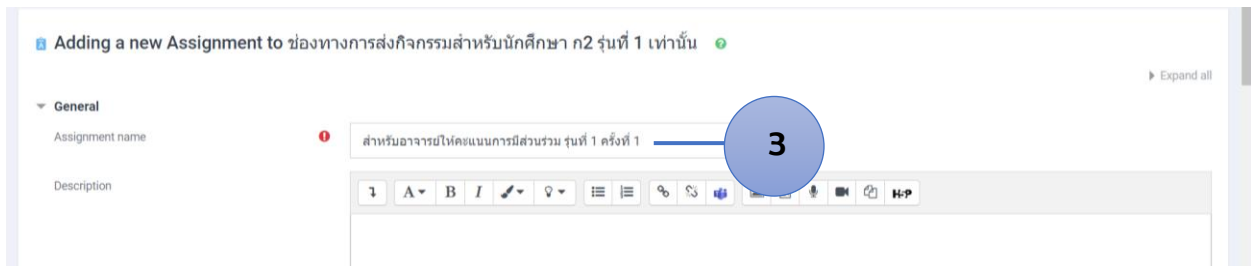 Adding a new Assignment to ช่องทางการส่งกิจกรรมสำหรับนักศึกษา ก2 รุ่นที่ 1 เท่านั้น
Expand all
General
Assignment name
สำหรับอาจารย์ให้คะแนนการมีส่วนร่วม รุ่นที่ 1 ครั้งที่ 1
3
Description
A B I H-P